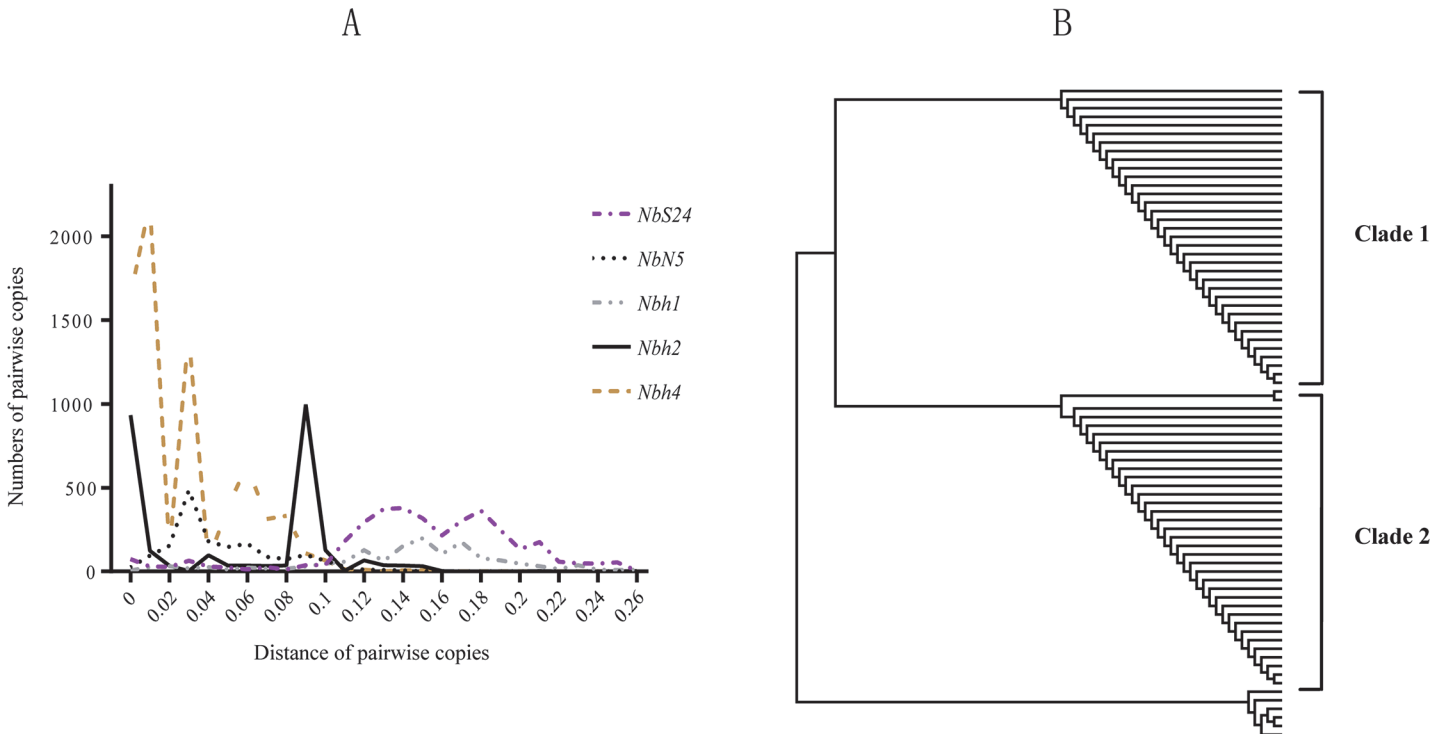 A
B
Numbers of pairwise copies
2000
1500
1000
500
0
0
0.02
0.04
0.06
0.08
0.1
0.12
0.14
0.16
0.18
0.2
0.22
0.24
0.26
Distance of pairwise copies
NbS24
NbN5
Nbh1
Nbh2
Nbh4
Clade 1
Clade 2